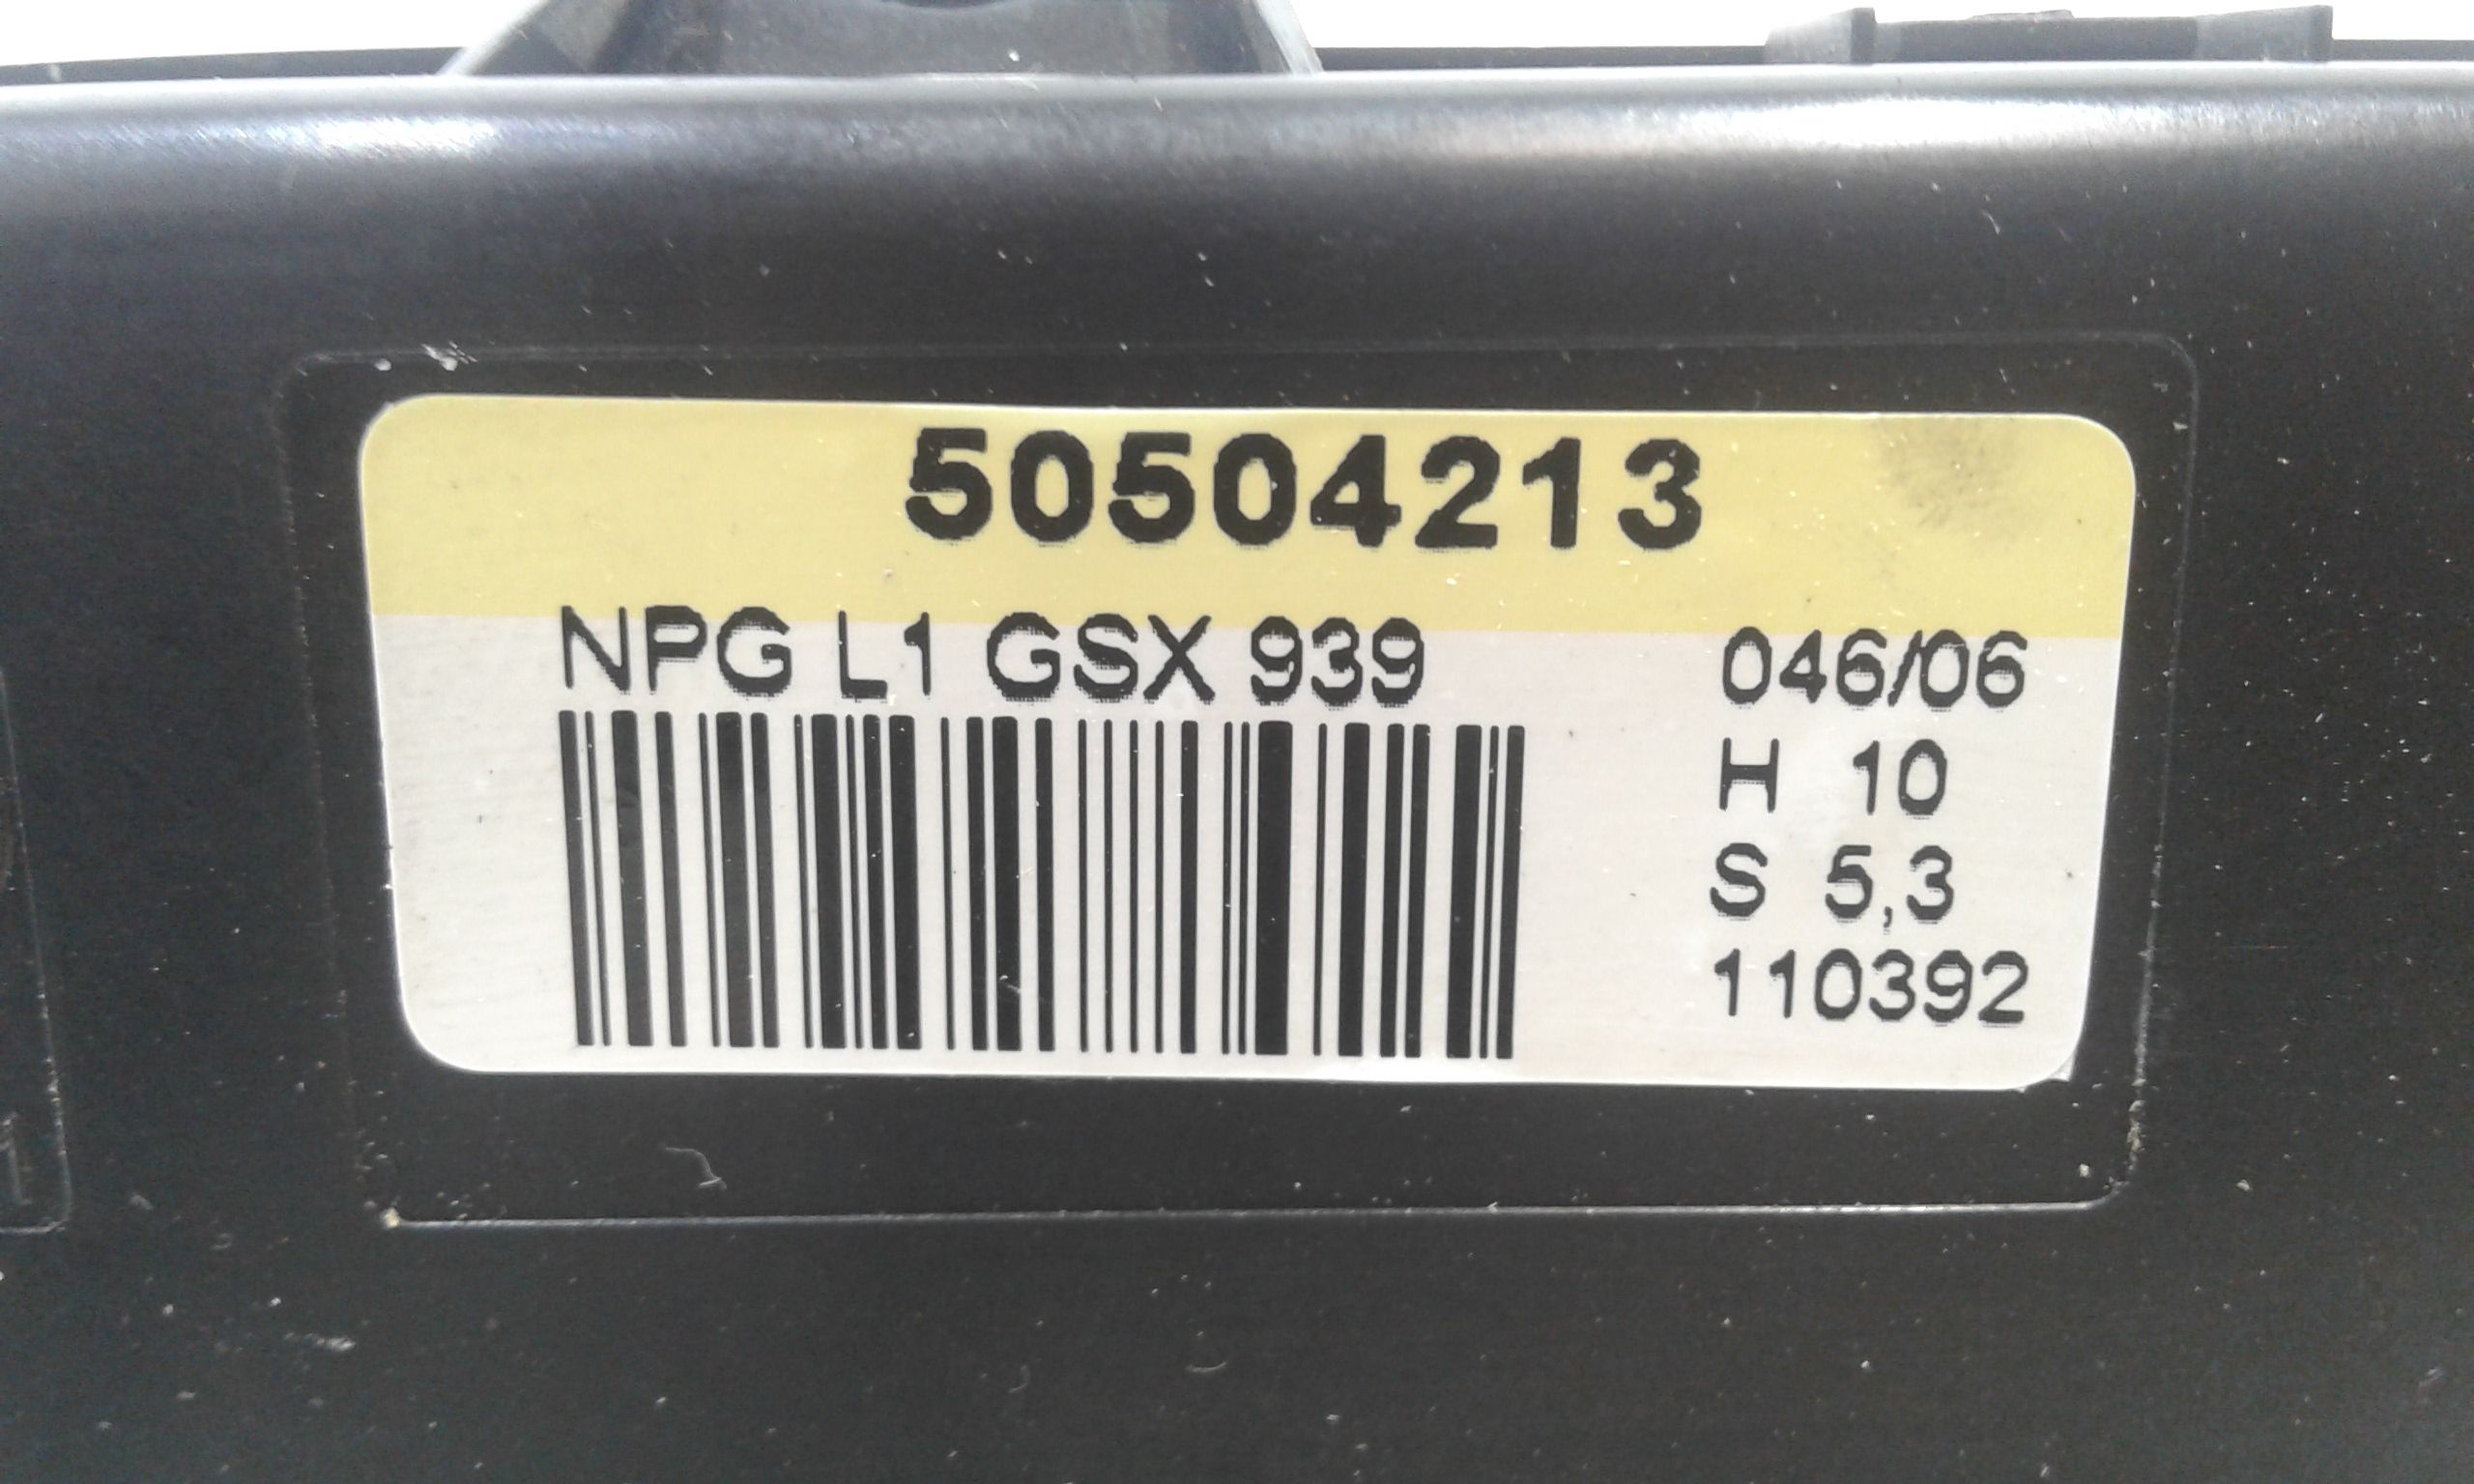 50504213
NPG L1 GSX 939
046/06
H 10
S 5,3
110392